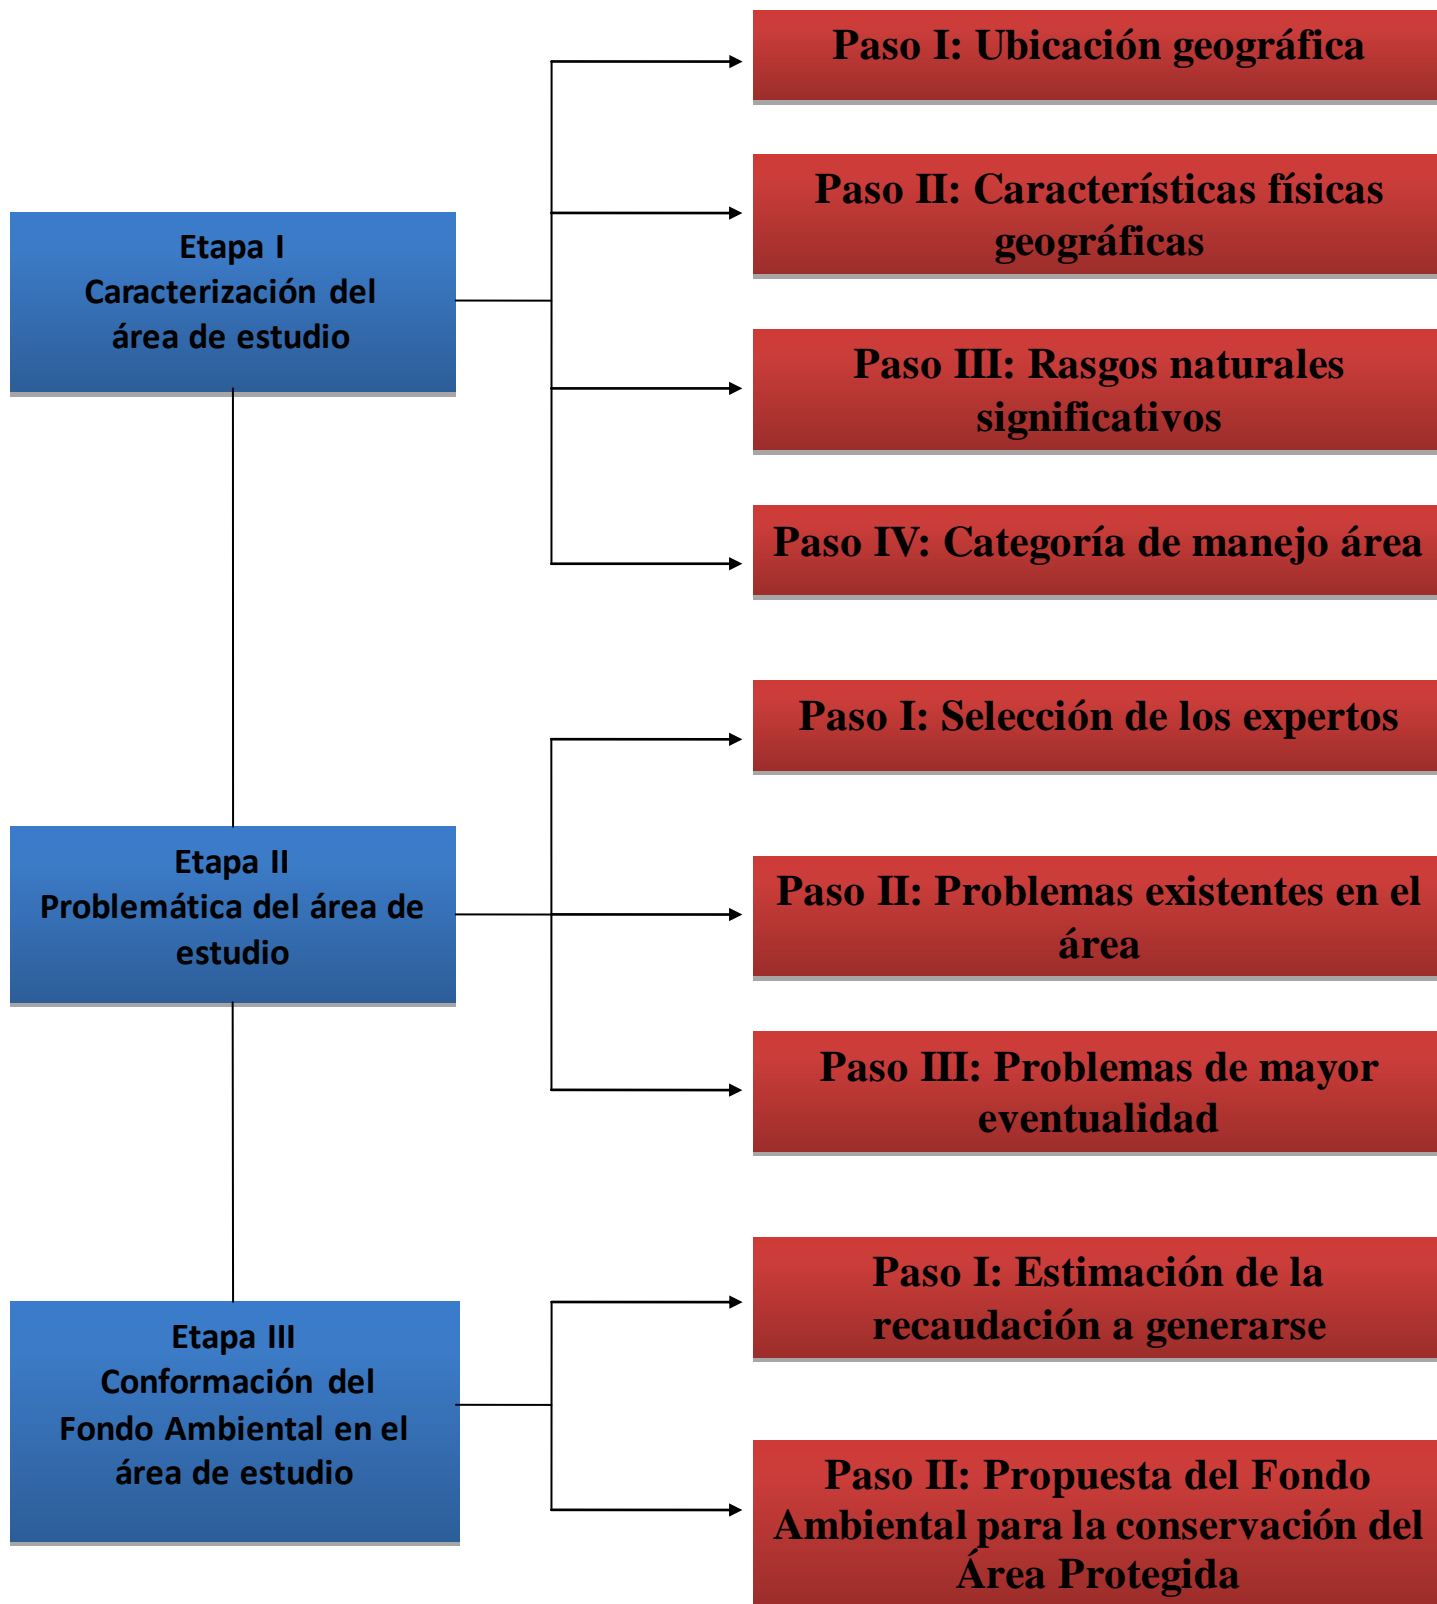 Etapa I
Caracterización del
área de estudio
Paso I: Ubicación geográfica
Paso II: Características físicas
geográficas
Paso III: Rasgos naturales
significativos
Paso IV: Categoría de manejo área
Etapa II
Problemática del área de
estudio
Paso I: Selección de los expertos
Paso II: Problemas existentes en el
área
Paso III: Problemas de mayor
eventualidad
Etapa III
Conformación del
Fondo Ambiental en el
área de estudio
Paso I: Estimación de la
recaudación a generarse
Paso II: Propuesta del Fondo
Ambiental para la conservación del
Área Protegida